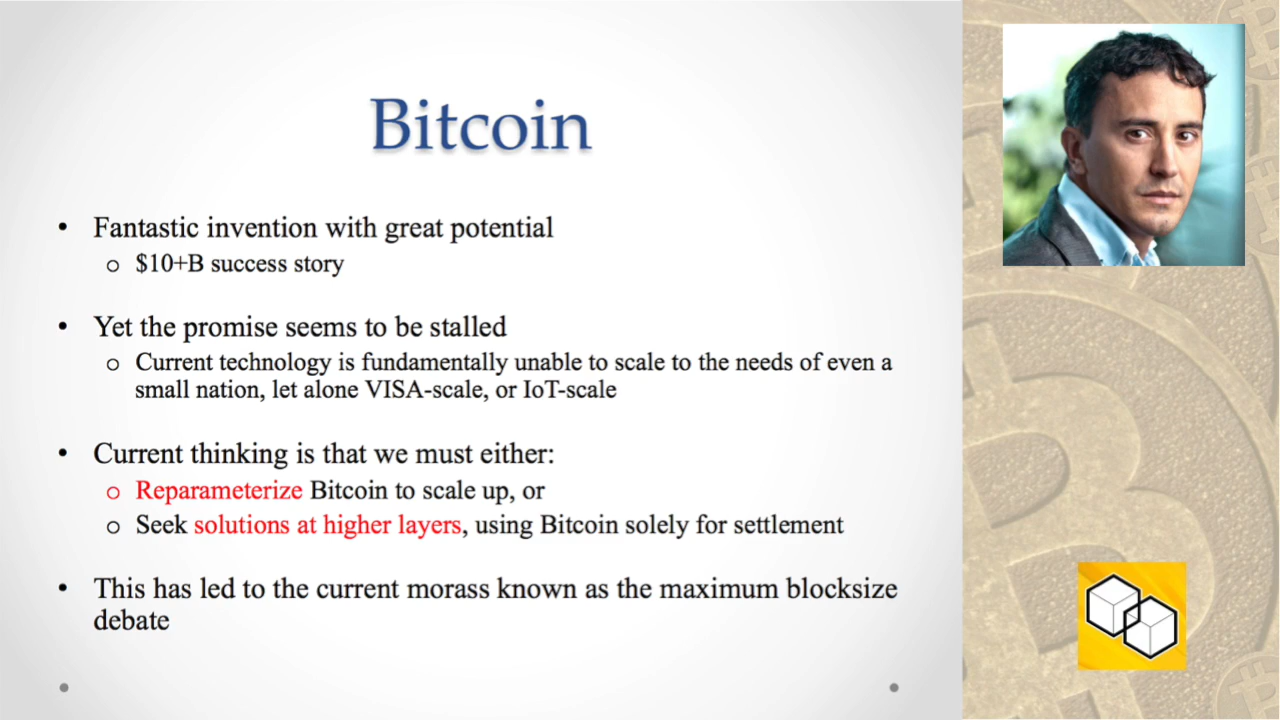 Bitcoin
• Fantastic invention with great potential
o $10+B success story
• Yet the promise seems to be stalled
o Current technology is fundamentally unable to scale to the needs of even a
small nation, let alone VISA-scale, or IoT-scale
• Current thinking is that we must either:
o Reparameterize Bitcoin to scale up, or
o Seek solutions at higher layers, using Bitcoin solely for settlement
• This has led to the current morass known as the maximum blocksize
debate